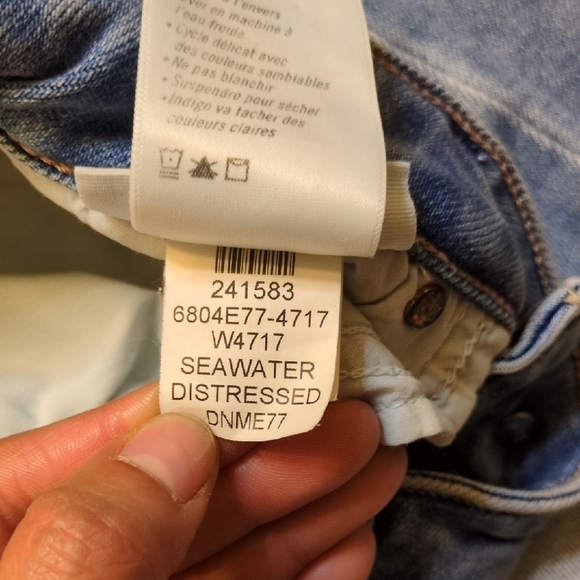 l'envers
laver en machine à
l'eau froide
• Cycle délicat avec
des couleurs semblables
• Ne pas blanchir
• Suspendre pour sécher
• Indigo va tacher des
couleurs claires
241583
6804E77-4717
W4717
SEAWATER
DISTRESSED
DNME77